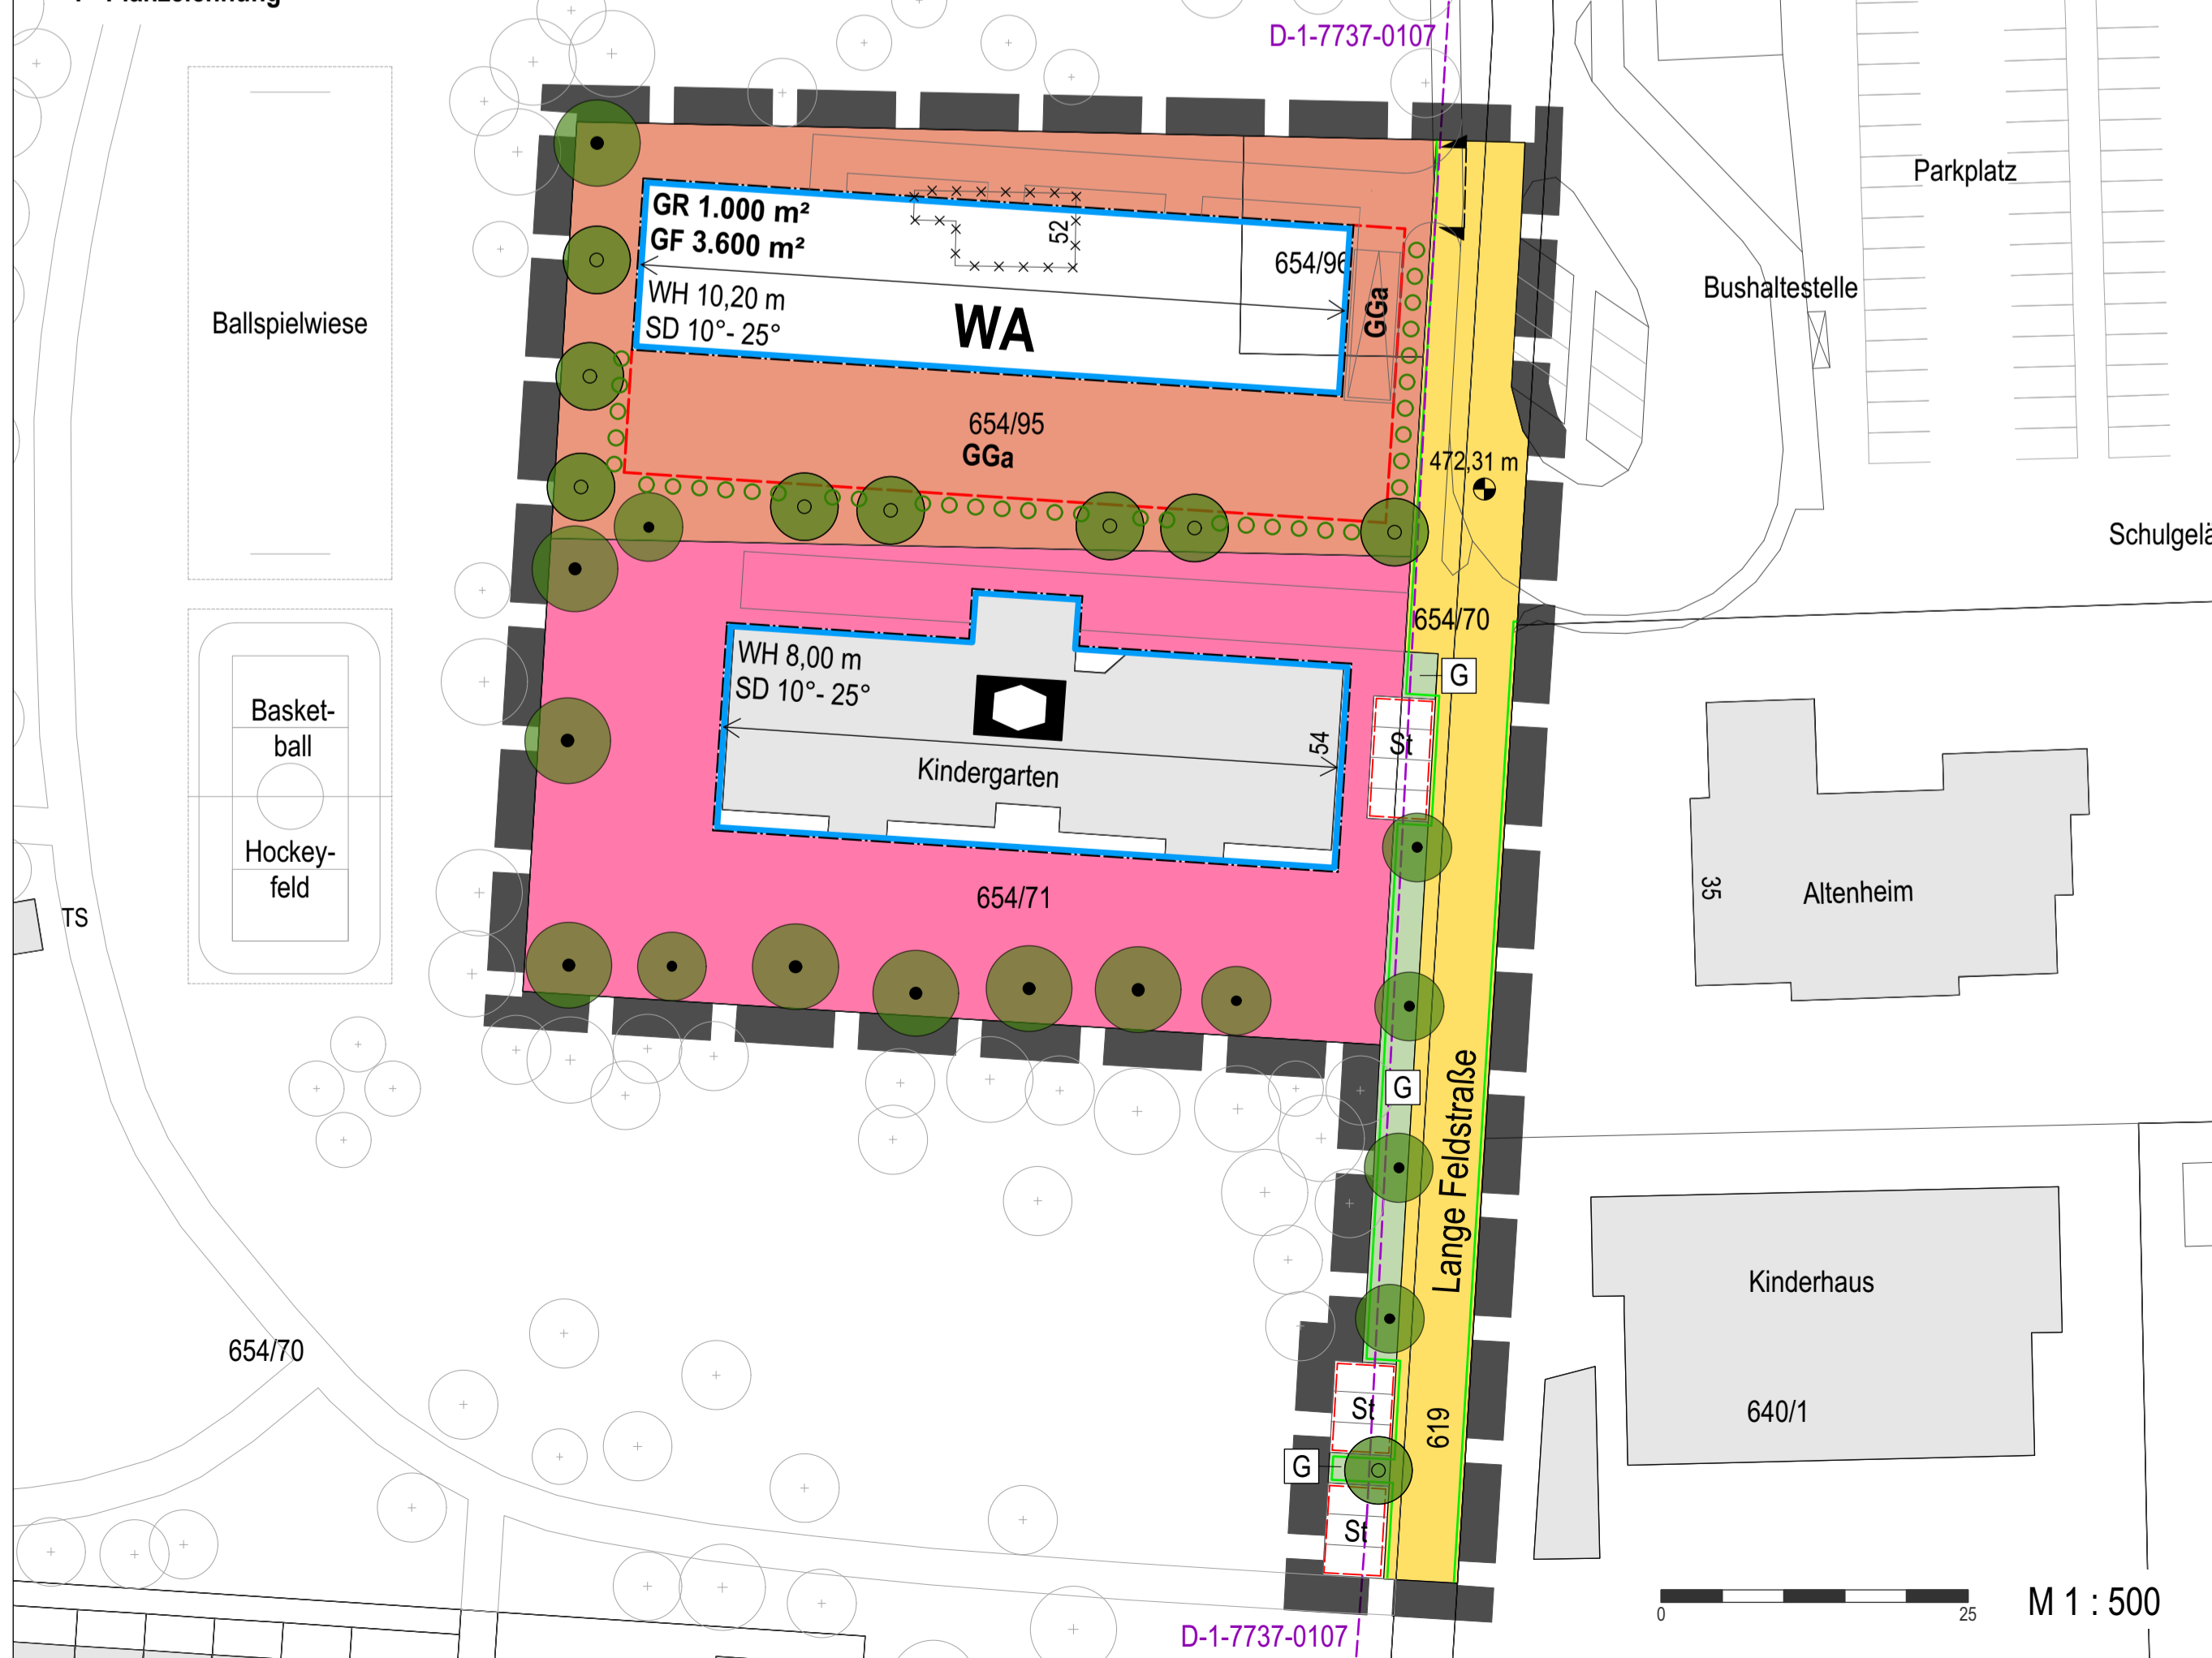 Planzeichnung
D-1-7737-0107
Parkplatz
GR 1.000 m²
GF 3.600 m²
52
654/96
WH 10,20 m
SD 10°- 25°
WA
GGa
Bushaltestelle
Ballspielwiese
654/95
GGa
472,31 m
654/70
WH 8,00 m
SD 10°- 25°
G
St
54
Kindergarten
Basket-
ball
Hockey-
feld
654/71
35
Altenheim
TS
G
Lange Feldstraße
Kinderhaus
654/70
St
619
640/1
G
St
0
25
M 1 : 500
D-1-7737-0107